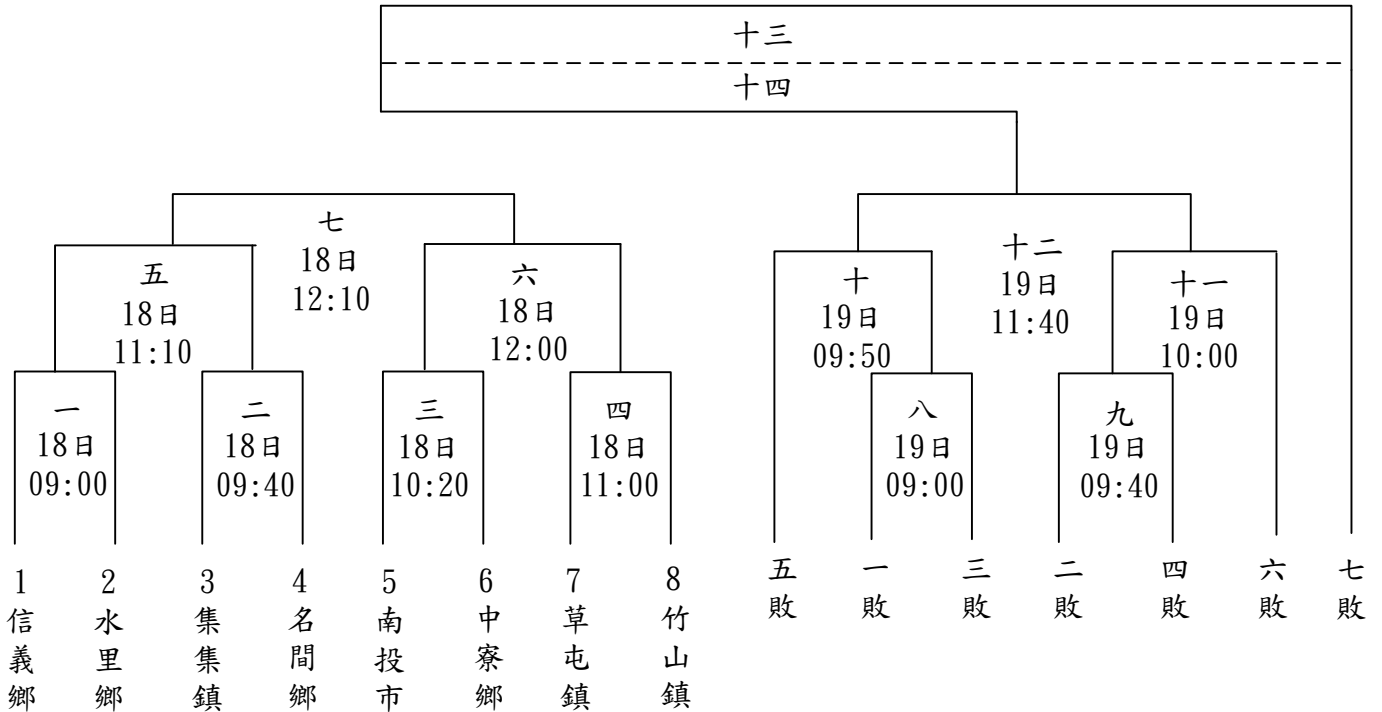 十三
十四
七
18日
12:10
五
18日
11:10
六
18日
12:00
十二
19日
11:40
十
19日
09:50
十一
19日
10:00
一
18日
09:00
二
18日
09:40
三
18日
10:20
四
18日
11:00
八
19日
09:00
九
19日
09:40
1信義鄉
2水里鄉
3集集鎮
4名間鄉
5南投市
6中寮鄉
7草屯鎮
8竹山鎮
五敗
一敗
三敗
二敗
四敗
六敗
七敗